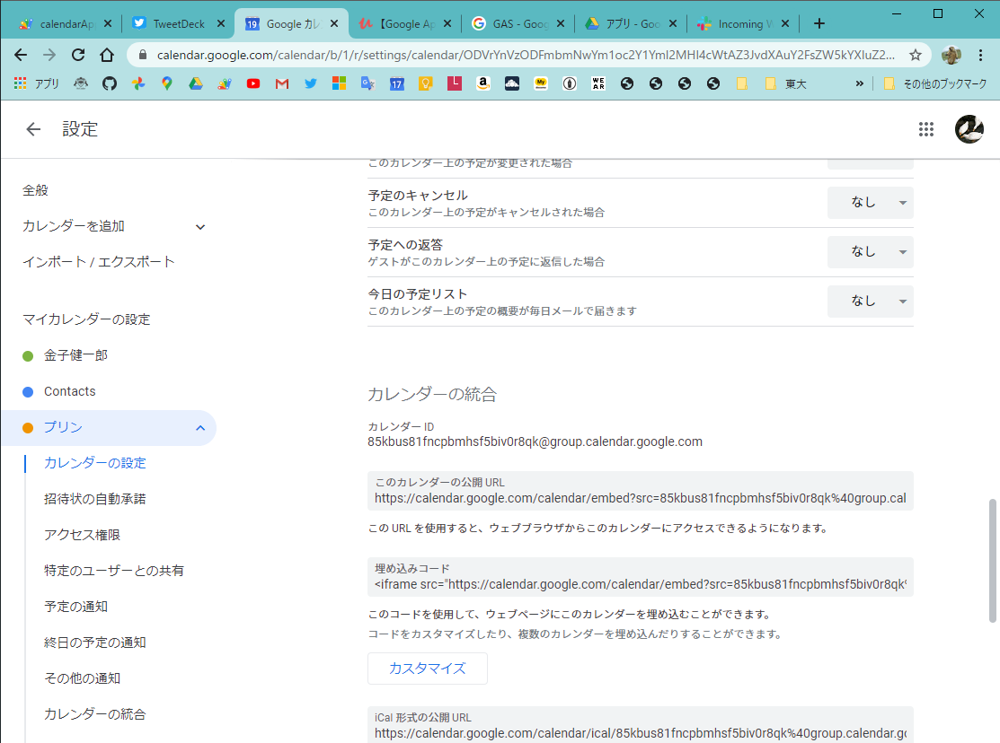 calendarAp
TweetDeck
19
Google カレ
【Google Ap
GAS - Goog
アプリ - Goo
Incoming W
calendar.google.com/calendar/b/1/r/settings/calendar/
アプリ
17
My
WE
AR
東大
»
その他のブックマーク
設定
このカレンダー上の予定が変更された場合
全般
カレンダーを追加
インポート / エクスポート
マイカレンダーの設定
金子健一郎
Contacts
プリン
カレンダーの設定
招待状の自動承諾
アクセス権限
特定のユーザーとの共有
予定の通知
終日の予定の通知
その他の通知
カレンダーの統合
予定のキャンセル
このカレンダー上の予定がキャンセルされた場合
なし
予定への返答
ゲストがこのカレンダー上の予定に返信した場合
なし
今日の予定リスト
このカレンダー上の予定の概要が毎日メールで届きます
なし
カレンダーの統合
カレンダー ID
85kbus81fncpbmhsf5biv0r8qk@group.calendar.google.com
このカレンダーの公開 URL
https://calendar.google.com/calendar/embed?src=85kbus81fncpbmhsf5biv0r8qk%40group.cal
この URL を使用すると、ウェブブラウザからこのカレンダーにアクセスできるようになります。
埋め込みコード
<iframe src="https://calendar.google.com/calendar/embed?src=85kbus81fncpbmhsf5biv0r8qk%
このコードを使用して、ウェブページにこのカレンダーを埋め込むことができます。
コードをカスタマイズしたり、複数のカレンダーを埋め込んだりすることができます。
カスタマイズ
iCal 形式の公開 URL
https://calendar.google.com/calendar/ical/85kbus81fncpbmhsf5biv0r8qk%40group.calendar.go